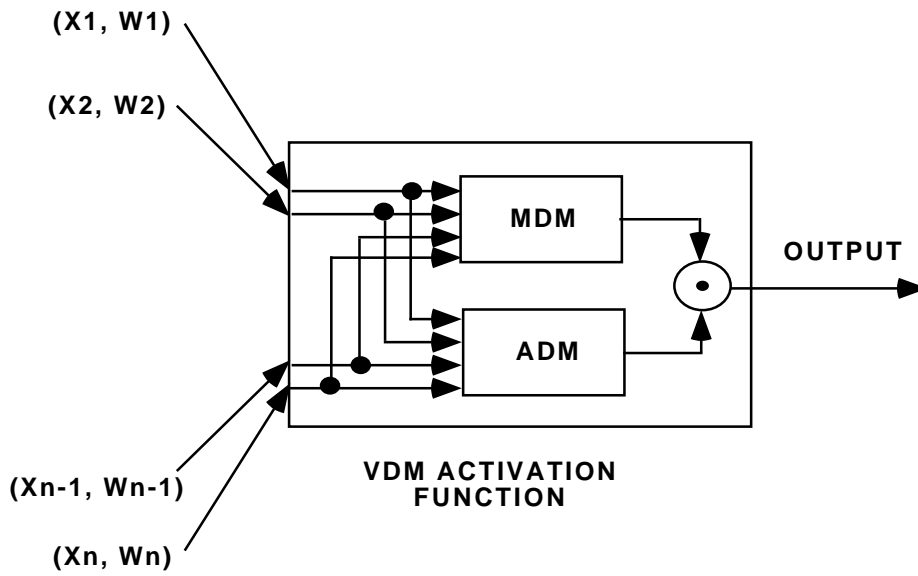 (X1, W1)
(X2, W2)
MDM
OUTPUT
ADM
(Xn-1, Wn-1)
VDM ACTIVATION
FUNCTION
(Xn, Wn)